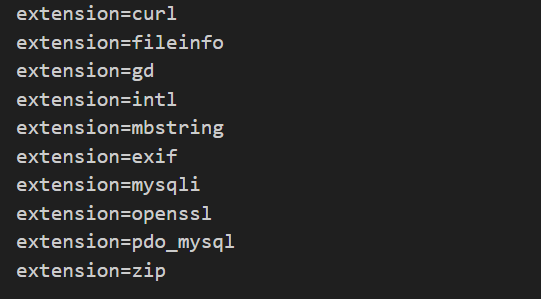 extension=curl
extension=fileinfo
extension=gd
extension=intl
extension=mbstring
extension=exif
extension=mysqli
extension=openssl
extension=pdo_mysql
extension=zip